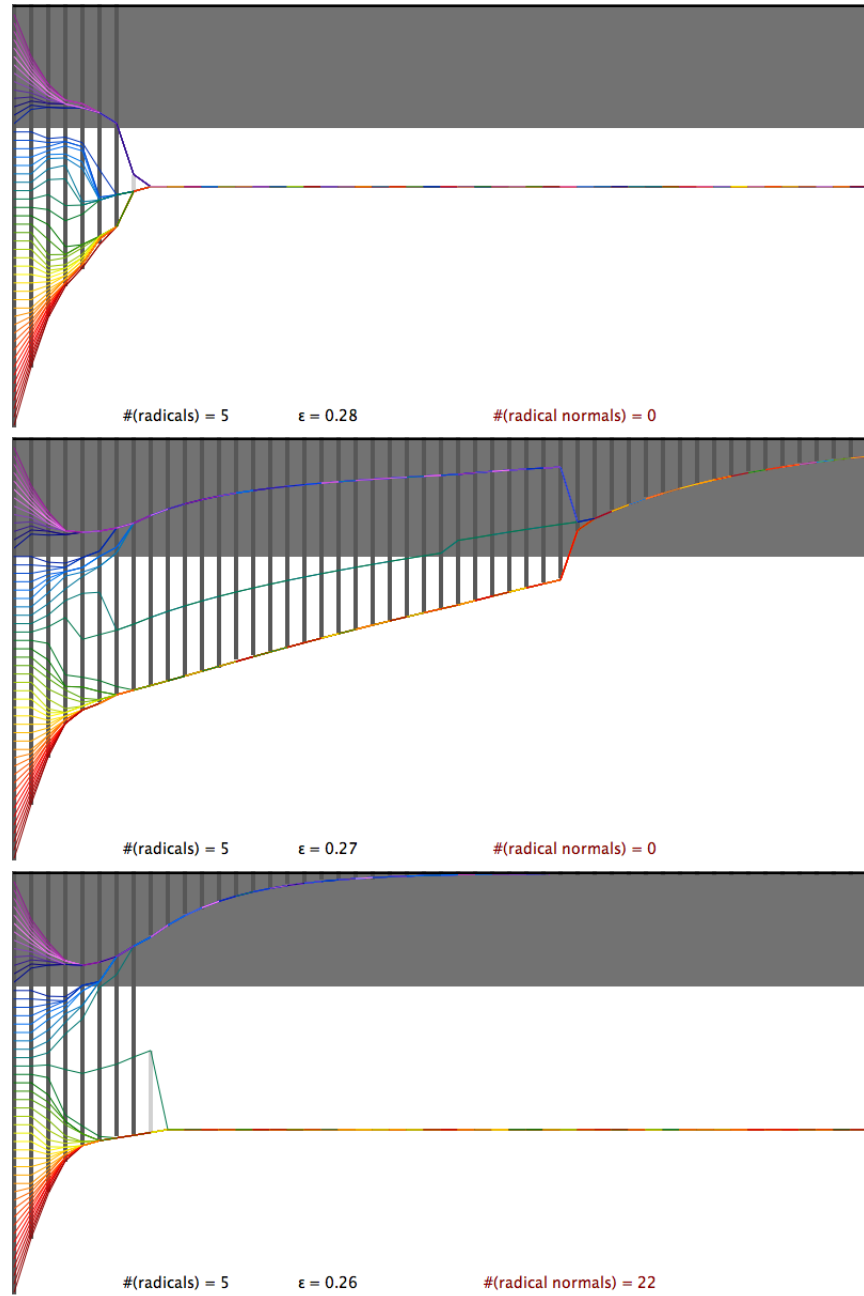 #(radicals) = 5 ε = 0.28 #(radical normals) = 0
#(radicals) = 5 ε = 0.27 #(radical normals) = 0
#(radicals) = 5 ε = 0.26 #(radical normals) = 22